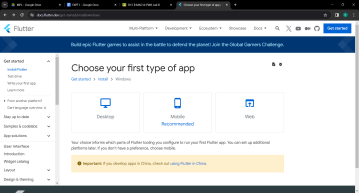 Flutter
Multi-Platform
Development
Ecosystem
Showcase
Docs
Get started
Build epic Flutter games to assist in the battle to defend the planet! Join the Global Gamers Challenge.
Get started
Install Flutter
Test drive
Write your first app
Learn more
From another platform?
Dart language overview
Stay up to date
Samples & codelabs
App solutions
User interface
Introduction
Widget catalog
Layout
Design & theming
Choose your first type of app
Get started > Install > Windows
Desktop
Mobile
Recommended
Web
Your choice informs which parts of Flutter tooling you configure to run your first Flutter app. You can set up additional
platforms later. If you don't have a preference, choose mobile.
Important: If you develop apps in China, check out using Flutter in China.